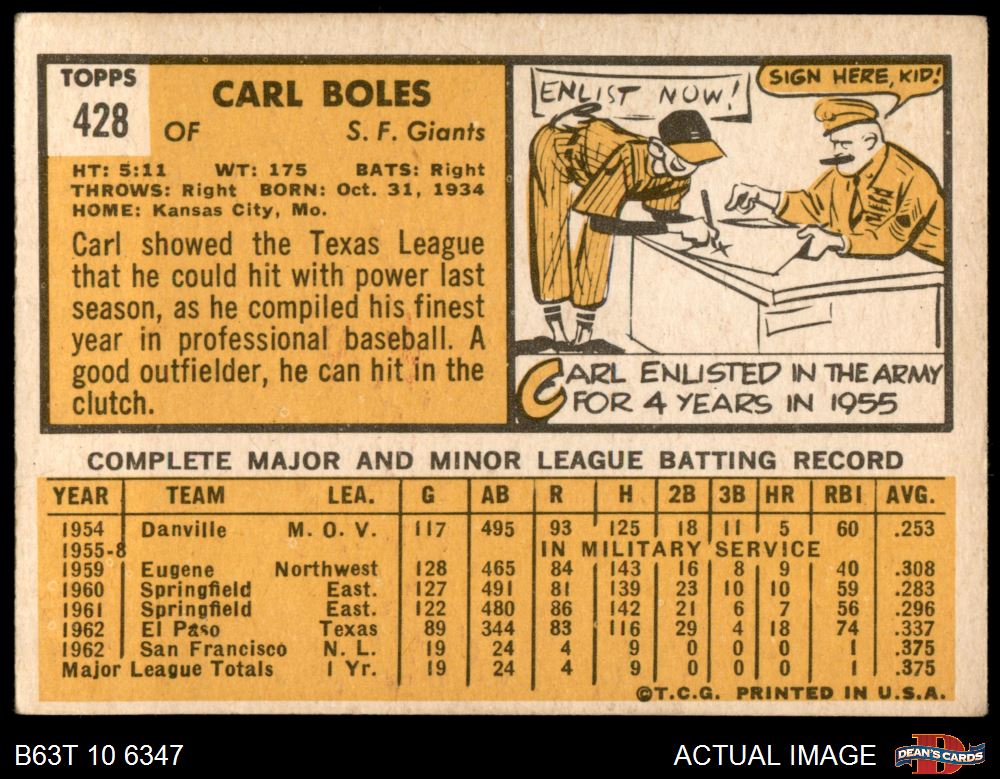 TOPPS
428
CARL BOLES
OF S. F. Giants
HT: 5:11 WT: 175 BATS: Right
THROWS: Right BORN: Oct. 31, 1934
HOME: Kansas City, Mo.
Carl showed the Texas League
that he could hit with power last
season, as he compiled his finest
year in professional baseball. A
good outfielder, he can hit in the
clutch.
ENLIST NOW!
SIGN HERE, KID!
CARL ENLISTED IN THE ARMY
FOR 4 YEARS IN 1955
COMPLETE MAJOR AND MINOR LEAGUE BATTING RECORD
YEAR TEAM LEA. G AB R H 2B 3B HR RBI AVG.
1954 Danville M. O. V. 117 495 93 125 18 11 5 60 .253
1955-8 IN MILITARY SERVICE
1959 Eugene Northwest 128 465 84 143 16 8 9 40 .308
1960 Springfield East. 127 491 81 139 23 10 10 59 .283
1961 Springfield East. 122 480 86 142 21 6 7 56 .296
1962 El Paso Texas 89 344 83 116 29 4 18 74 .337
1962 San Francisco N. L. 19 24 4 9 0 0 0 1 .375
Major League Totals 1 Yr. 19 24 4 9 0 0 0 1 .375
©T.C.G. PRINTED IN U.S.A.
B63T 10 6347
ACTUAL IMAGE
D
DEAN'S CARDS